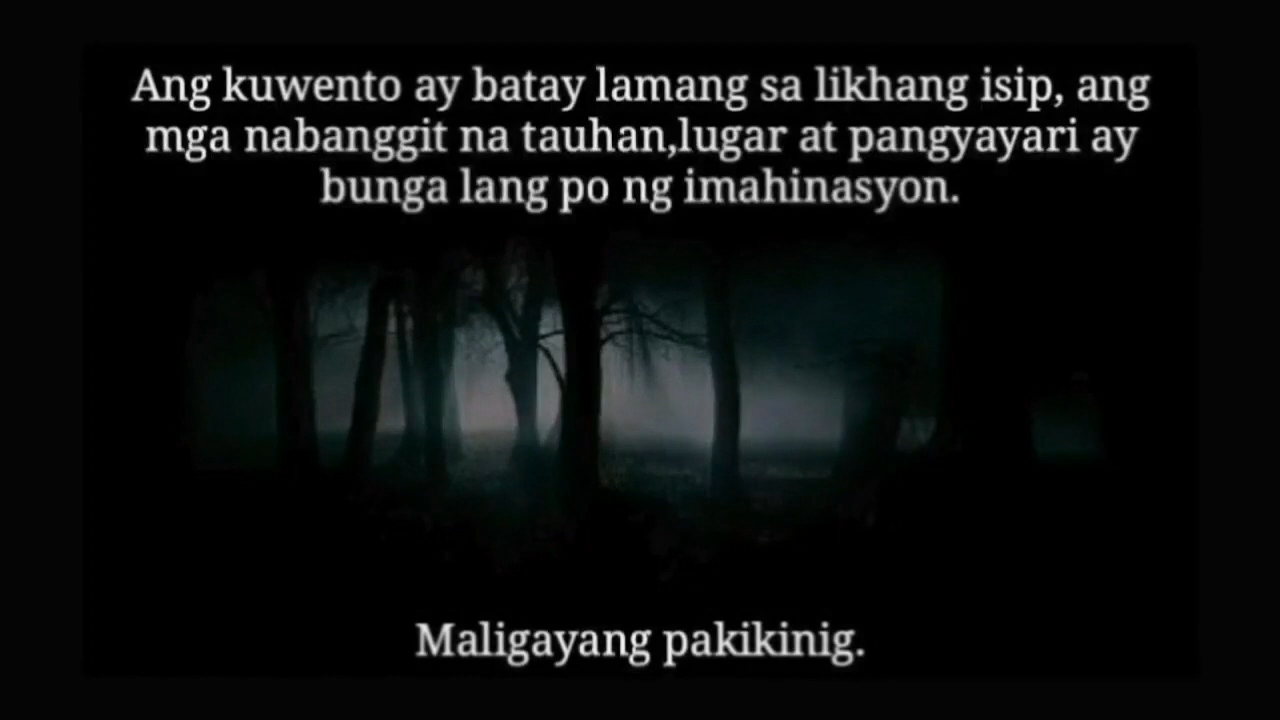 Ang kuwento ay batay lamang sa likhang isip, ang
mga nabanggit na tauhan,lugar at pangyayari ay
bunga lang po ng imahinasyon.
Maligayang pakikinig.